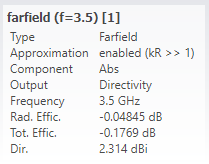 farfield (f=3.5) [1]
Type Farfield
Approximation enabled (kR >> 1)
Component Abs
Output Directivity
Frequency 3.5 GHz
Rad. Effic. -0.04845 dB
Tot. Effic. -0.1769 dB
Dir. 2.314 dBi